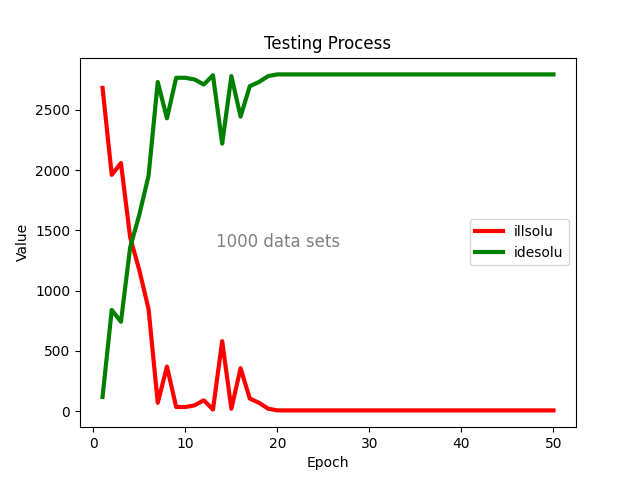 Testing Process
Value
2500
2000
1500
1000
500
0
1000 data sets
illsolu
idesolu
0 10 20 30 40 50
Epoch